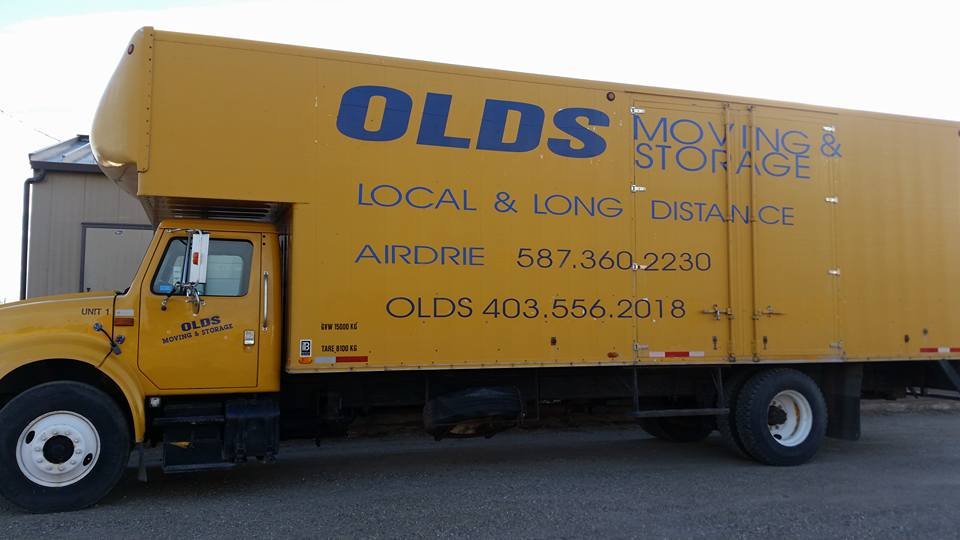 OLDS MOVING &
STORAGE
LOCAL & LONG DISTANCE
AIRDRIE 587.360.2230
OLDS 403.556.2018
UNIT 1
OLDS
MOVING & STORAGE
GVW 15000 KG
TARE 8100 KG